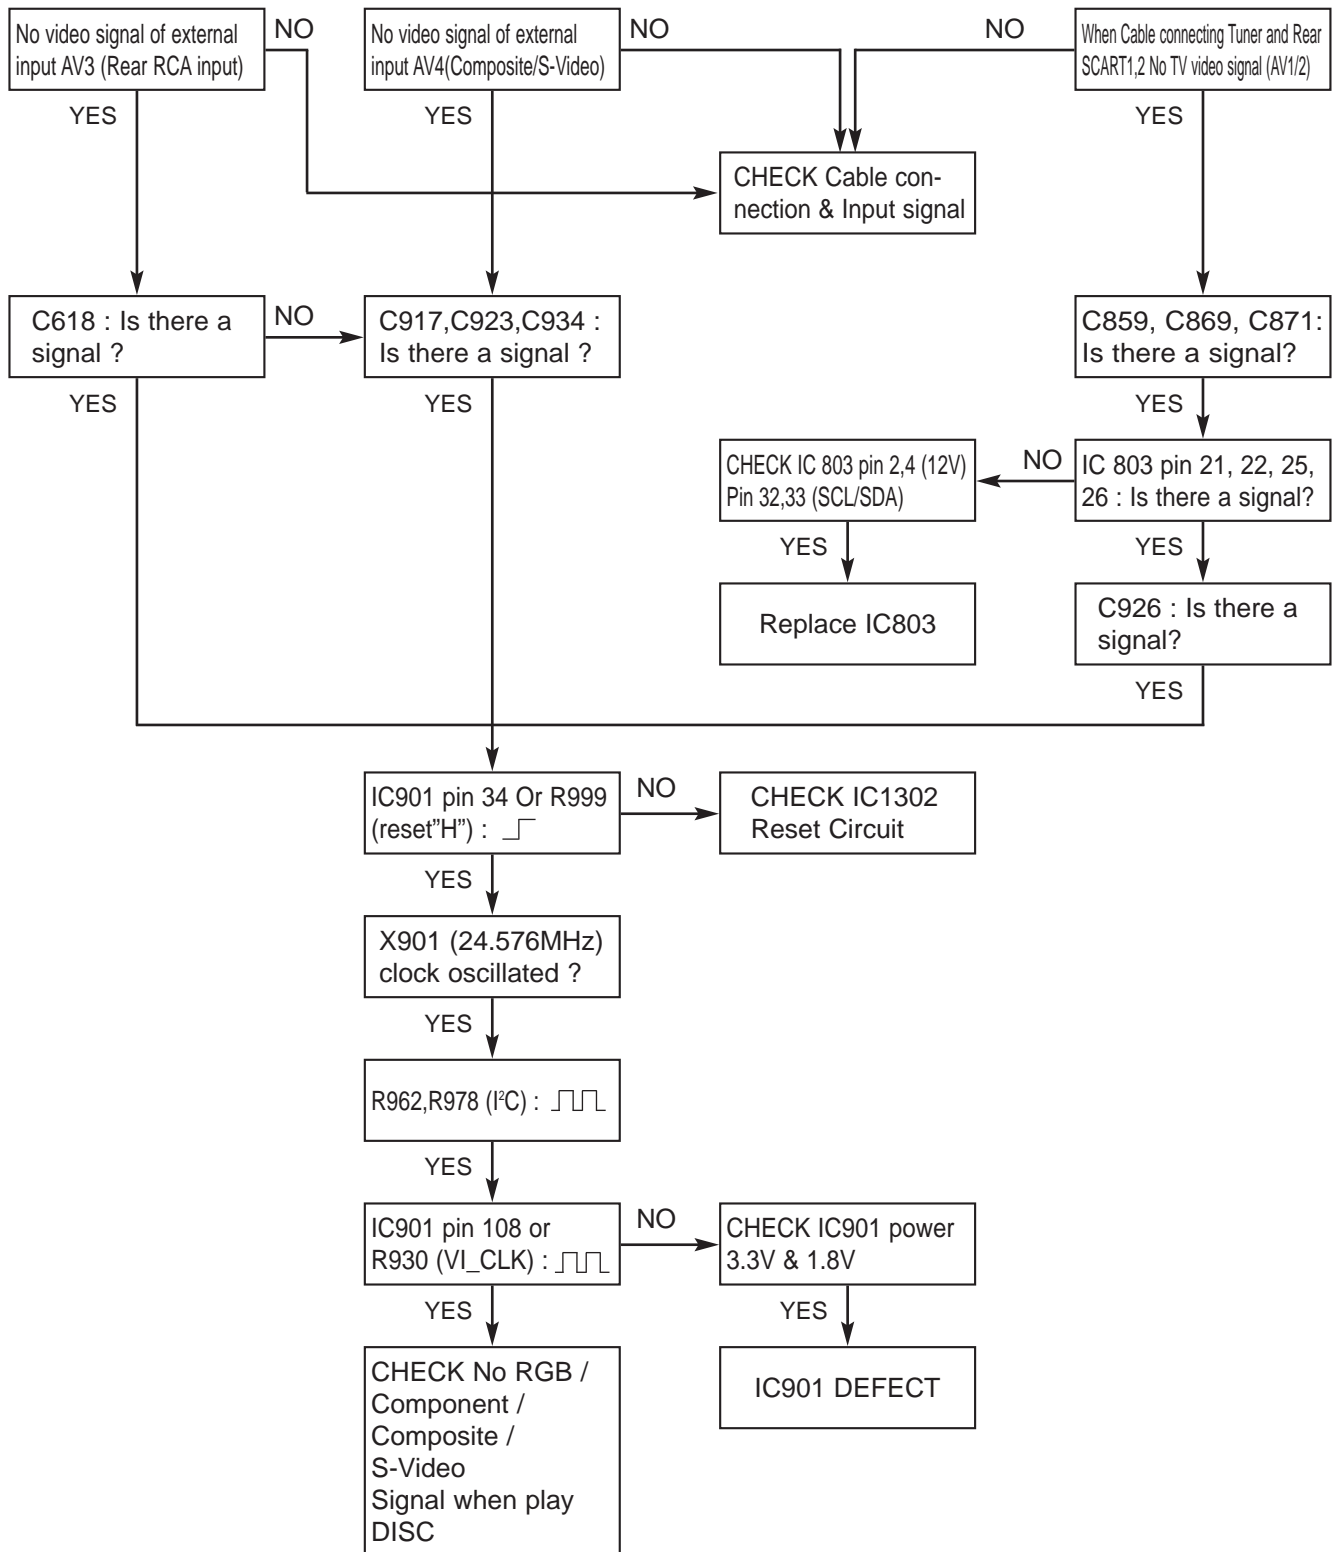 No video signal of external
input AV3 (Rear RCA input)
NO
No video signal of external
input AV4(Composite/S-Video)
NO
NO
When Cable connecting Tuner and Rear
SCART1,2 No TV video signal (AV1/2)
YES
YES
YES
CHECK Cable con-
nection & Input signal
C618 : Is there a
signal ?
NO
C917,C923,C934 :
Is there a signal ?
C859, C869, C871:
Is there a signal?
YES
YES
YES
CHECK IC 803 pin 2,4 (12V)
Pin 32,33 (SCL/SDA)
NO
IC 803 pin 21, 22, 25,
26 : Is there a signal?
YES
YES
Replace IC803
C926 : Is there a
signal?
YES
IC901 pin 34 Or R999
(reset”H”) :
NO
CHECK IC1302
Reset Circuit
YES
X901 (24.576MHz)
clock oscillated ?
YES
R962,R978 (I²C) :
YES
IC901 pin 108 or
R930 (VI_CLK) :
NO
CHECK IC901 power
3.3V & 1.8V
YES
YES
CHECK No RGB /
Component /
Composite /
S-Video
Signal when play
DISC
IC901 DEFECT